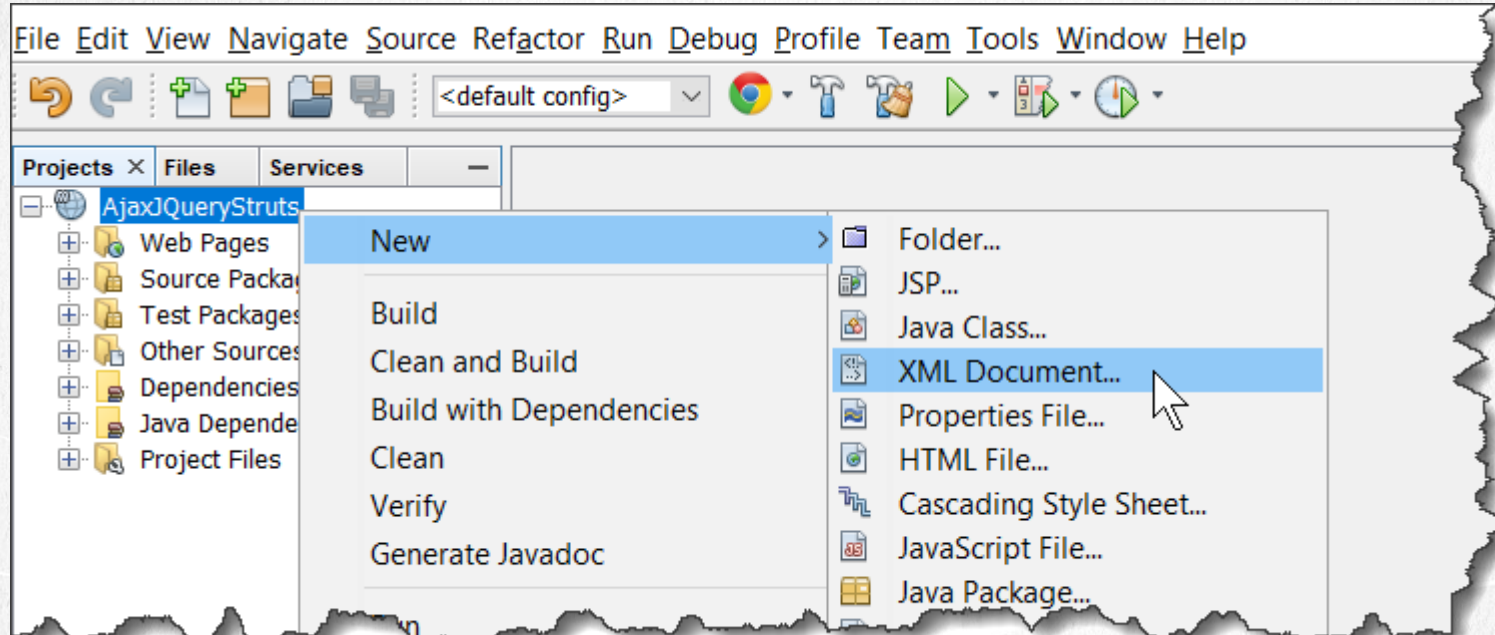 File Edit View Navigate Source Refactor Run Debug Profile Team Tools Window Help
<default config>
Projects Files Services
AjaxJQueryStruts
Web Pages
Source Packa
Test Packages
Other Sources
Dependencies
Java Depende
Project Files
New
Build
Clean and Build
Build with Dependencies
Clean
Verify
Generate Javadoc
Folder...
JSP...
Java Class...
XML Document...
Properties File...
HTML File...
Cascading Style Sheet...
JavaScript File...
Java Package...